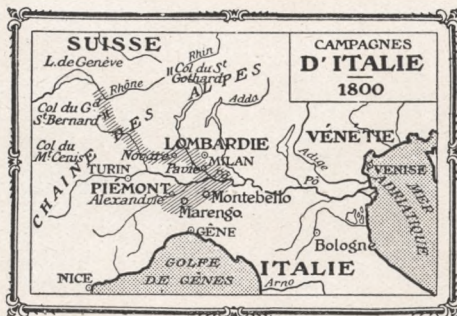 CAMPAGNES
D'ITALIE
1800
SUISSE
L. de Genève
Rhin
Rhône
Col du St
Gothard
ALPES
Adda
Col du Gd
St Bernard
Col du
Mt Cenis
CHAINE DES
LOMBARDIE
Novare
MILAN
VÉNÉTIE
Adige
VENISE
TURIN
Pavie
Pô
Pô
PIÉMONT
Alexandrie
Montebello
Marengo.
MER
ADRIATIQUE
GÊNE
Bologne
ITALIE
GOLFE
DE GÊNES
NICE
Arno